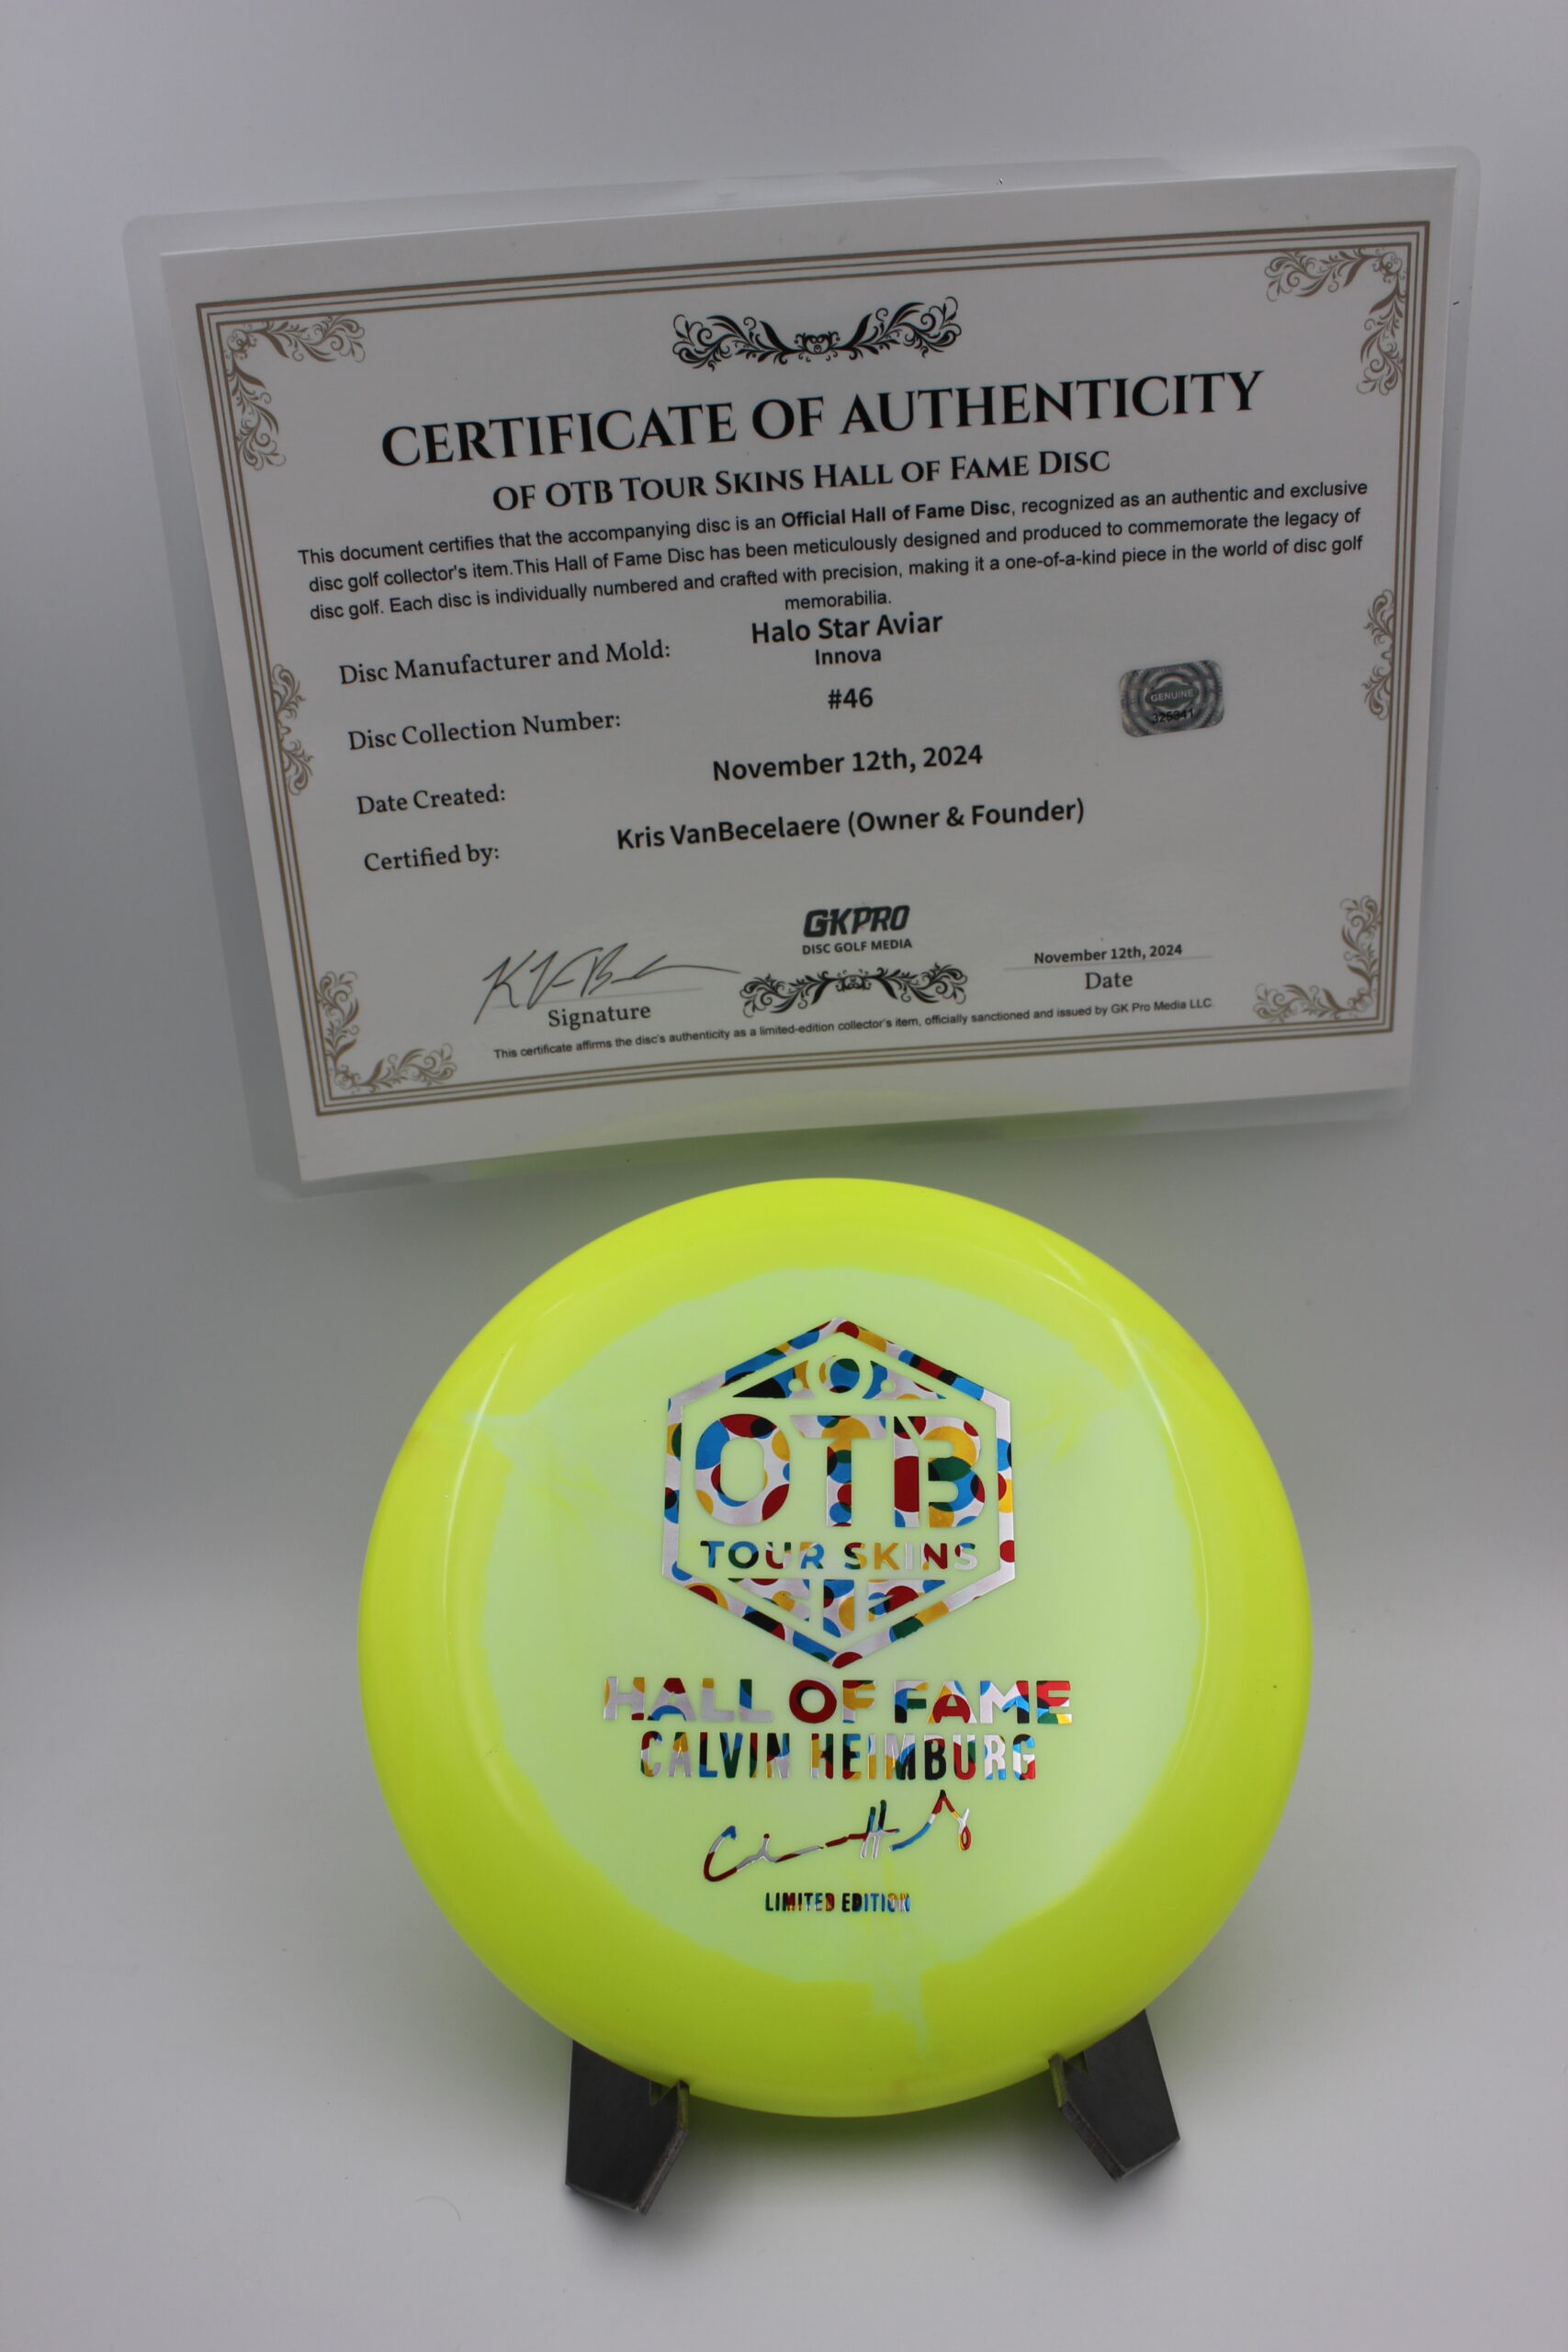 CERTIFICATE OF AUTHENTICITY
OF OTB TOUR SKINS HALL OF FAME DISC
This document certifies that the accompanying disc is an Official Hall of Fame Disc, recognized as an authentic and exclusive
disc golf collector's item.This Hall of Fame Disc has been meticulously designed and produced to commemorate the legacy of
disc golf. Each disc is individually numbered and crafted with precision, making it a one-of-a-kind piece in the world of disc golf
memorabilia.
Disc Manufacturer and Mold: Halo Star Aviar
Innova
Disc Collection Number: #46
GENUINE
325841
Date Created: November 12th, 2024
Certified by: Kris VanBecelaere (Owner & Founder)
GKPRO
DISC GOLF MEDIA
November 12th, 2024
Signature
Date
This certificate affirms the disc's authenticity as a limited-edition collector's item, officially sanctioned and issued by GK Pro Media LLC.
OTB
TOUR SKINS
HALL OF FAME
CALVIN HEIMBURG
LIMITED EDITION